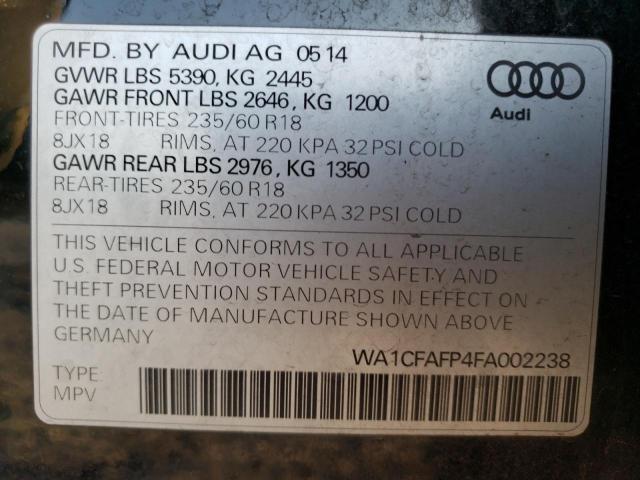 MFD. BY AUDI AG 05 14
GVWR LBS 5390, KG 2445
GAWR FRONT LBS 2646, KG 1200
FRONT-TIRES 235/60 R18
8JX18 RIMS, AT 220 KPA 32 PSI COLD
GAWR REAR LBS 2976, KG 1350
REAR-TIRES 235/60 R18
8JX18 RIMS, AT 220 KPA 32 PSI COLD
Audi
THIS VEHICLE CONFORMS TO ALL APPLICABLE
U.S. FEDERAL MOTOR VEHICLE SAFETY AND
THEFT PREVENTION STANDARDS IN EFFECT ON
THE DATE OF MANUFACTURE SHOWN ABOVE
GERMANY
WA1CFAFP4FA002238
TYPE:
MPV